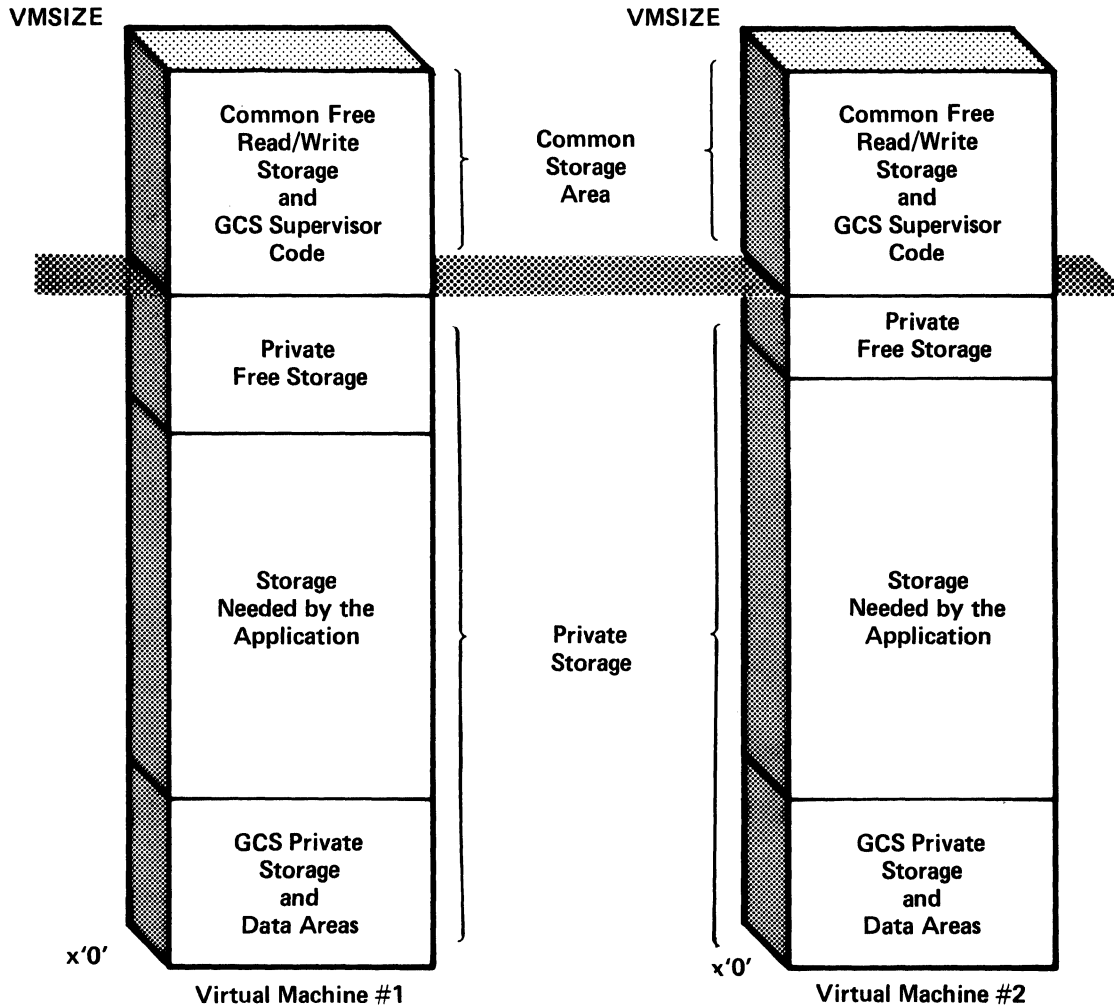 VMSIZE
Common Free
Read/Write
Storage
and
GCS Supervisor
Code
Private
Free Storage
Storage
Needed by the
Application
GCS Private
Storage
and
Data Areas
x'0'
Virtual Machine #1
Common
Storage
Area
Private
Storage
VMSIZE
Common Free
Read/Write
Storage
and
GCS Supervisor
Code
Private
Free Storage
Storage
Needed by the
Application
GCS Private
Storage
and
Data Areas
x'0'
Virtual Machine #2